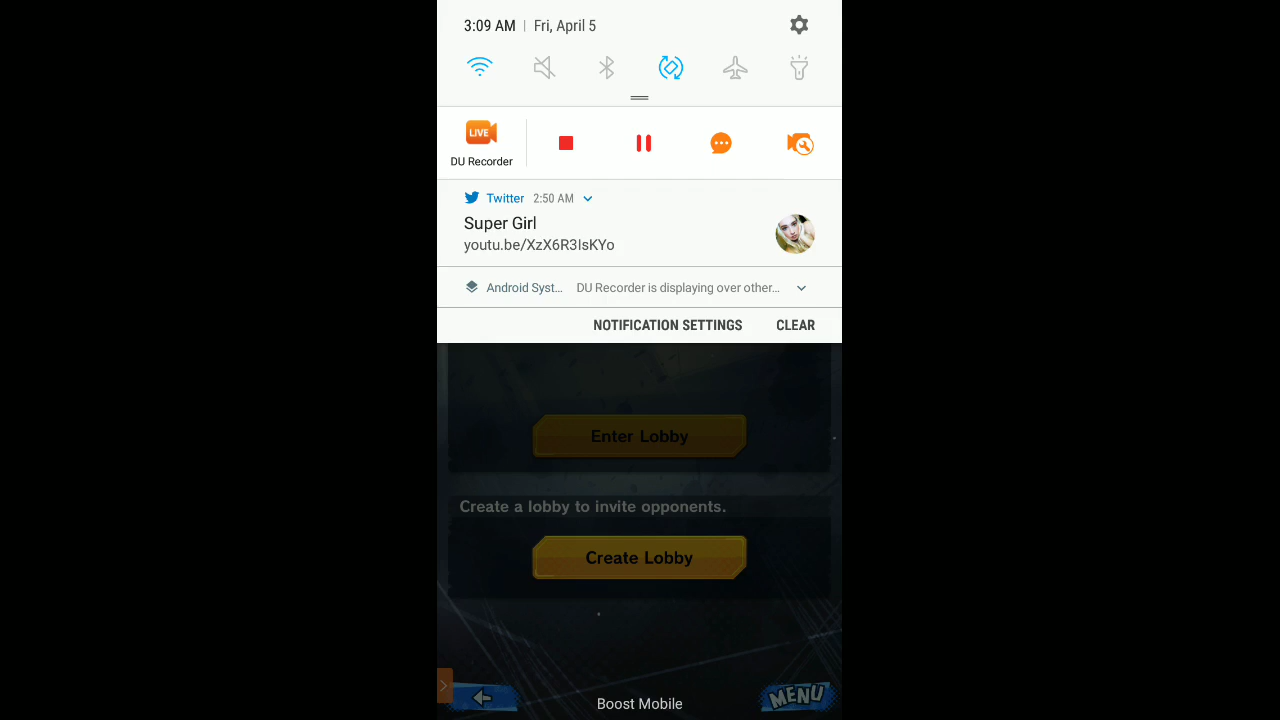 3:09 AM | Fri, April 5
LIVE
DU Recorder
Twitter 2:50 AM
Super Girl
youtu.be/XzX6R3IsKYo
Android Syst... DU Recorder is displaying over other...
NOTIFICATION SETTINGS CLEAR
Enter Lobby
Create a lobby to invite opponents.
Create Lobby
MENU
Boost Mobile